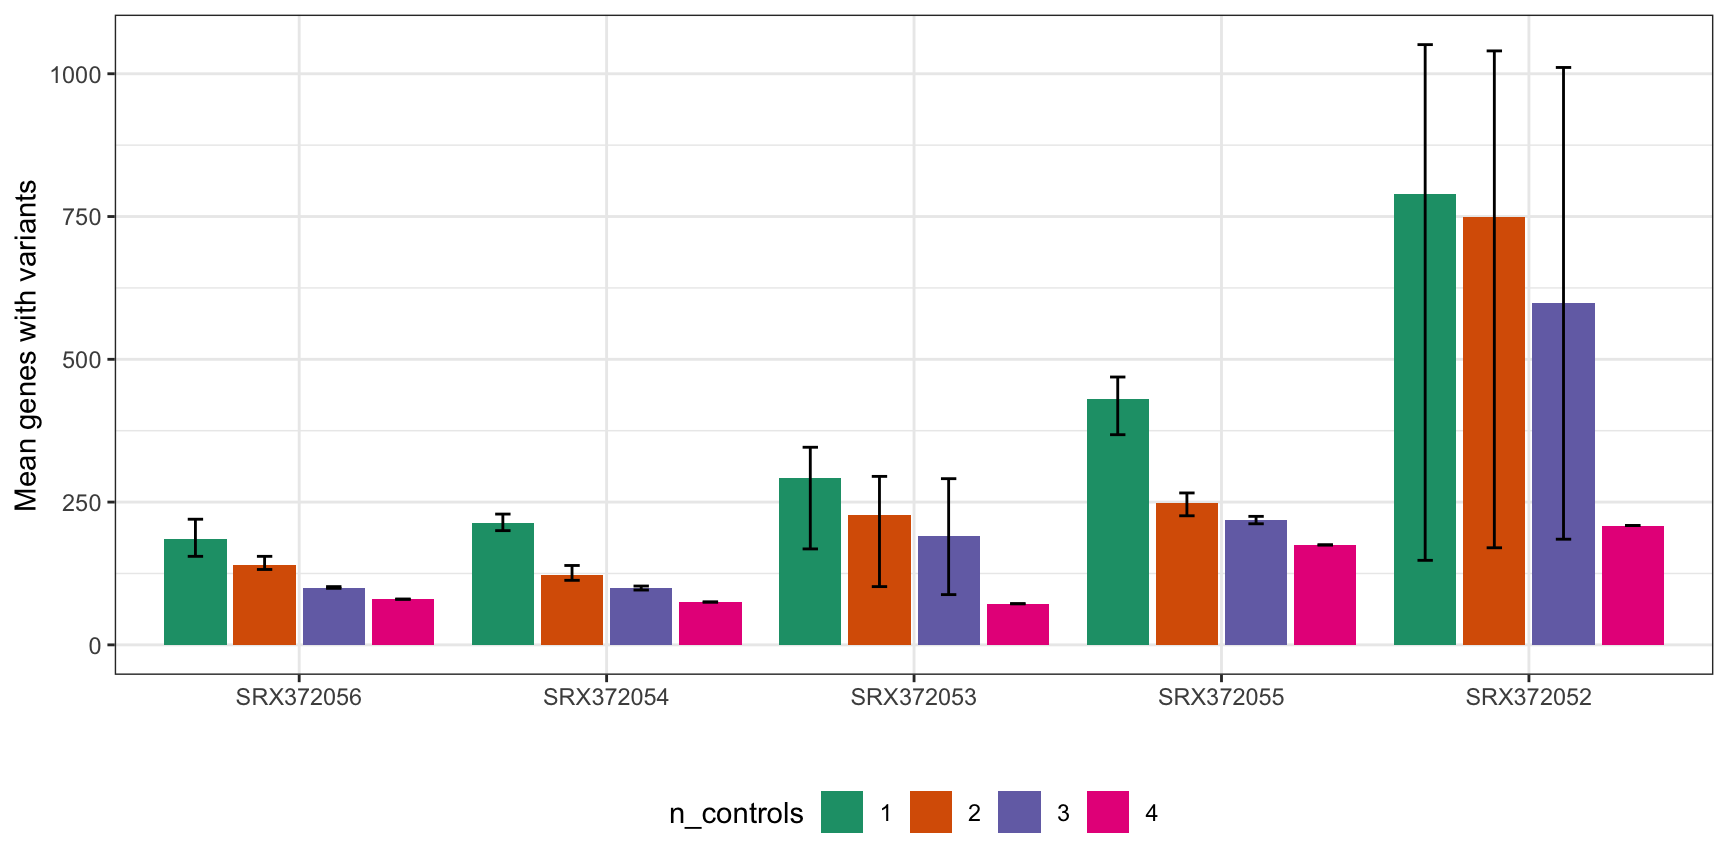 Mean genes with variants
1000
750
500
250
0
SRX372056 SRX372054 SRX372053 SRX372055 SRX372052
n_controls 1 2 3 4